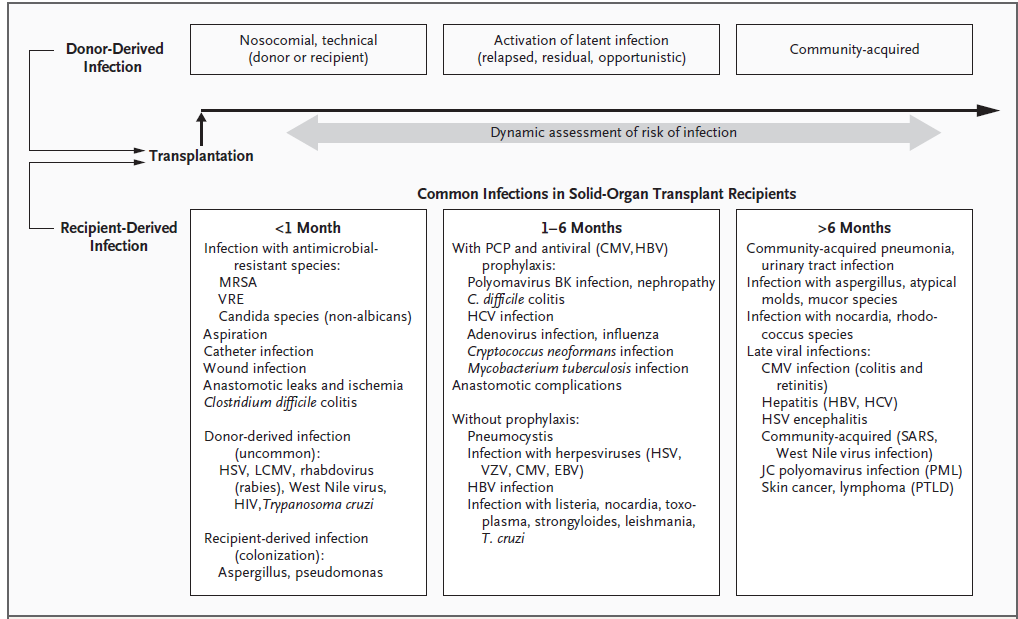 Donor-Derived
Infection
Nosocomial, technical
(donor or recipient)
Activation of latent infection
(relapsed, residual, opportunistic)
Community-acquired
Dynamic assessment of risk of infection
Transplantation
Recipient-Derived
Infection
Common Infections in Solid-Organ Transplant Recipients
<1 Month
Infection with antimicrobial-
resistant species:
MRSA
VRE
Candida species (non-albicans)
Aspiration
Catheter infection
Wound infection
Anastomotic leaks and ischemia
Clostridium difficile colitis
Donor-derived infection
(uncommon):
HSV, LCMV, rhabdovirus
(rabies), West Nile virus,
HIV, Trypanosoma cruzi
Recipient-derived infection
(colonization):
Aspergillus, pseudomonas
1–6 Months
With PCP and antiviral (CMV, HBV)
prophylaxis:
Polyomavirus BK infection, nephropathy
C. difficile colitis
HCV infection
Adenovirus infection, influenza
Cryptococcus neoformans infection
Mycobacterium tuberculosis infection
Anastomotic complications
Without prophylaxis:
Pneumocystis
Infection with herpesviruses (HSV,
VZV, CMV, EBV)
HBV infection
Infection with listeria, nocardia, toxo-
plasma, strongyloides, leishmania,
T. cruzi
>6 Months
Community-acquired pneumonia,
urinary tract infection
Infection with aspergillus, atypical
molds, mucor species
Infection with nocardia, rhodo-
coccus species
Late viral infections:
CMV infection (colitis and
retinitis)
Hepatitis (HBV, HCV)
HSV encephalitis
Community-acquired (SARS,
West Nile virus infection)
JC polyomavirus infection (PML)
Skin cancer, lymphoma (PTLD)